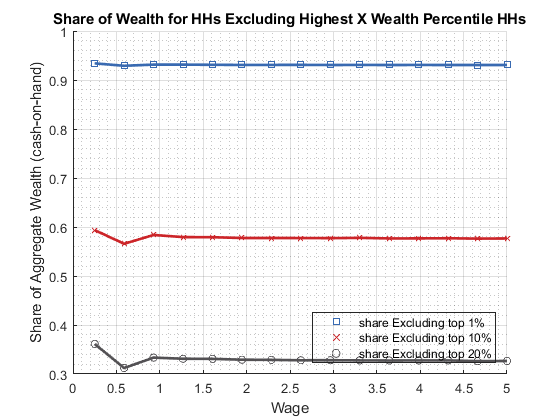 Share of Wealth for HHs Excluding Highest X Wealth Percentile HHs
Share of Aggregate Wealth (cash-on-hand)
1
0.9
0.8
0.7
0.6
0.5
0.4
0.3
share Excluding top 1%
share Excluding top 10%
share Excluding top 20%
0 0.5 1 1.5 2 2.5 3 3.5 4 4.5 5
Wage